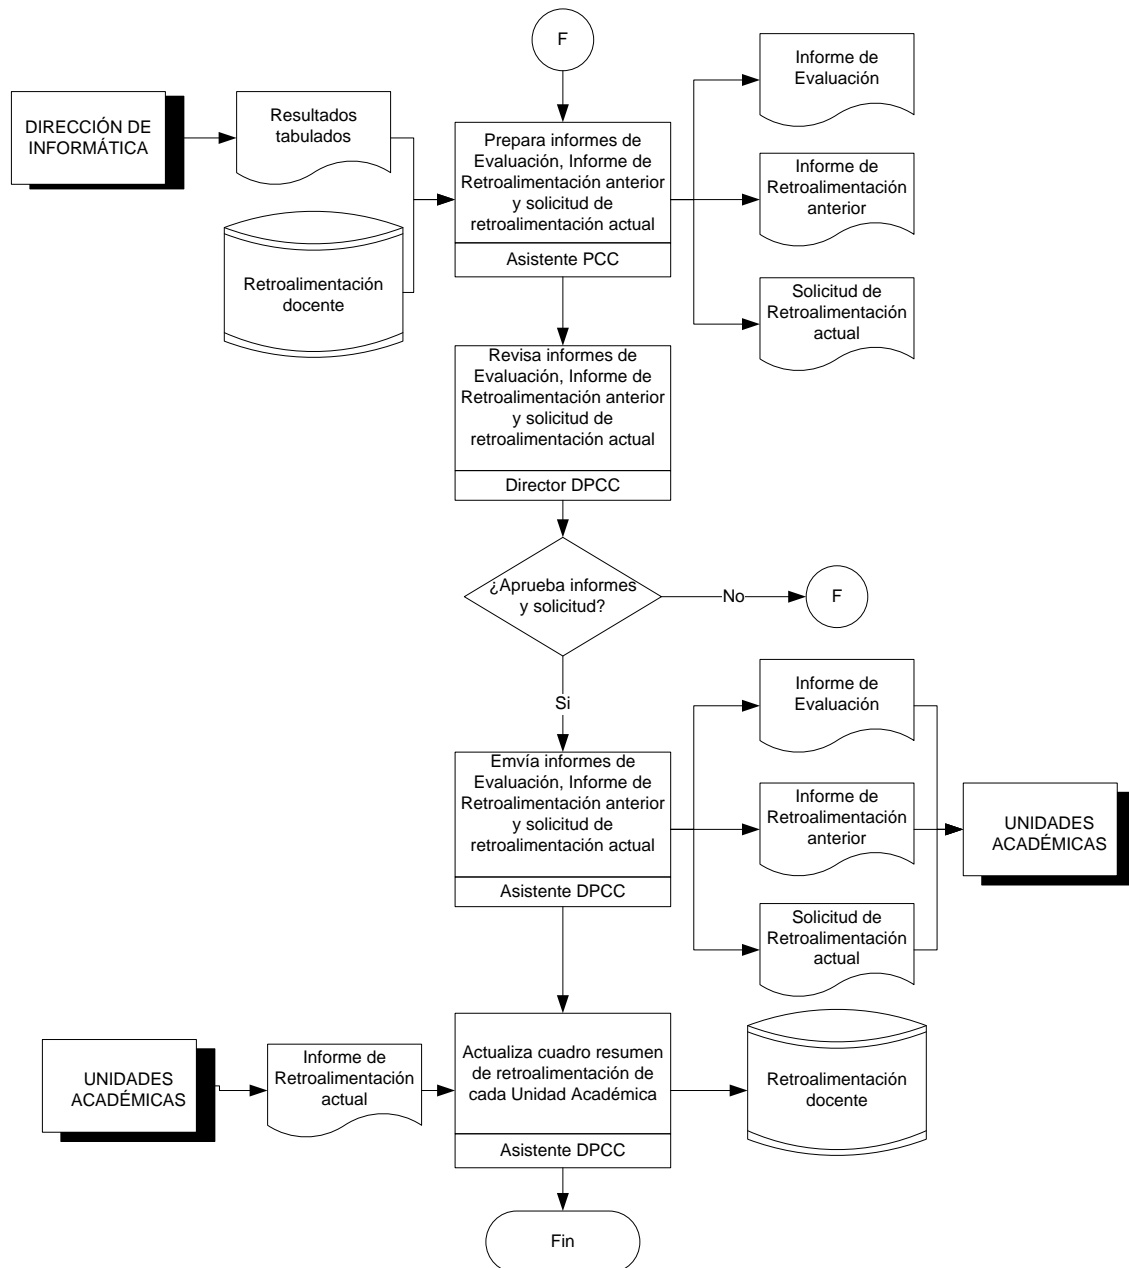 F
Informe de
Evaluación
DIRECCIÓN DE
INFORMÁTICA
Resultados
tabulados
Prepara informes de
Evaluación, Informe de
Retroalimentación anterior
y solicitud de
retroalimentación actual
Asistente PCC
Informe de
Retroalimentación
anterior
Retroalimentación
docente
Solicitud de
Retroalimentación
actual
Revisa informes de
Evaluación, Informe de
Retroalimentación anterior
y solicitud de
retroalimentación actual
Director DPCC
¿Aprueba informes
y solicitud?
No
F
Si
Informe de
Evaluación
Emvía informes de
Evaluación, Informe de
Retroalimentación anterior
y solicitud de
retroalimentación actual
Asistente DPCC
Informe de
Retroalimentación
anterior
UNIDADES
ACADÉMICAS
Solicitud de
Retroalimentación
actual
UNIDADES
ACADÉMICAS
Informe de
Retroalimentación
actual
Actualiza cuadro resumen
de retroalimentación de
cada Unidad Académica
Asistente DPCC
Retroalimentación
docente
Fin